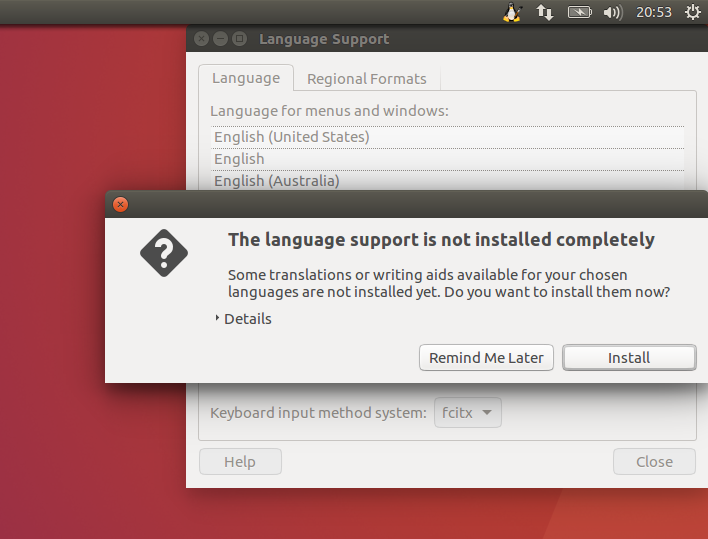 20:53
Language Support
Language
Regional Formats
Language for menus and windows:
English (United States)
English
English (Australia)
The language support is not installed completely
Some translations or writing aids available for your chosen
languages are not installed yet. Do you want to install them now?
Details
Remind Me Later
Install
Keyboard input method system:
fcitx
Help
Close